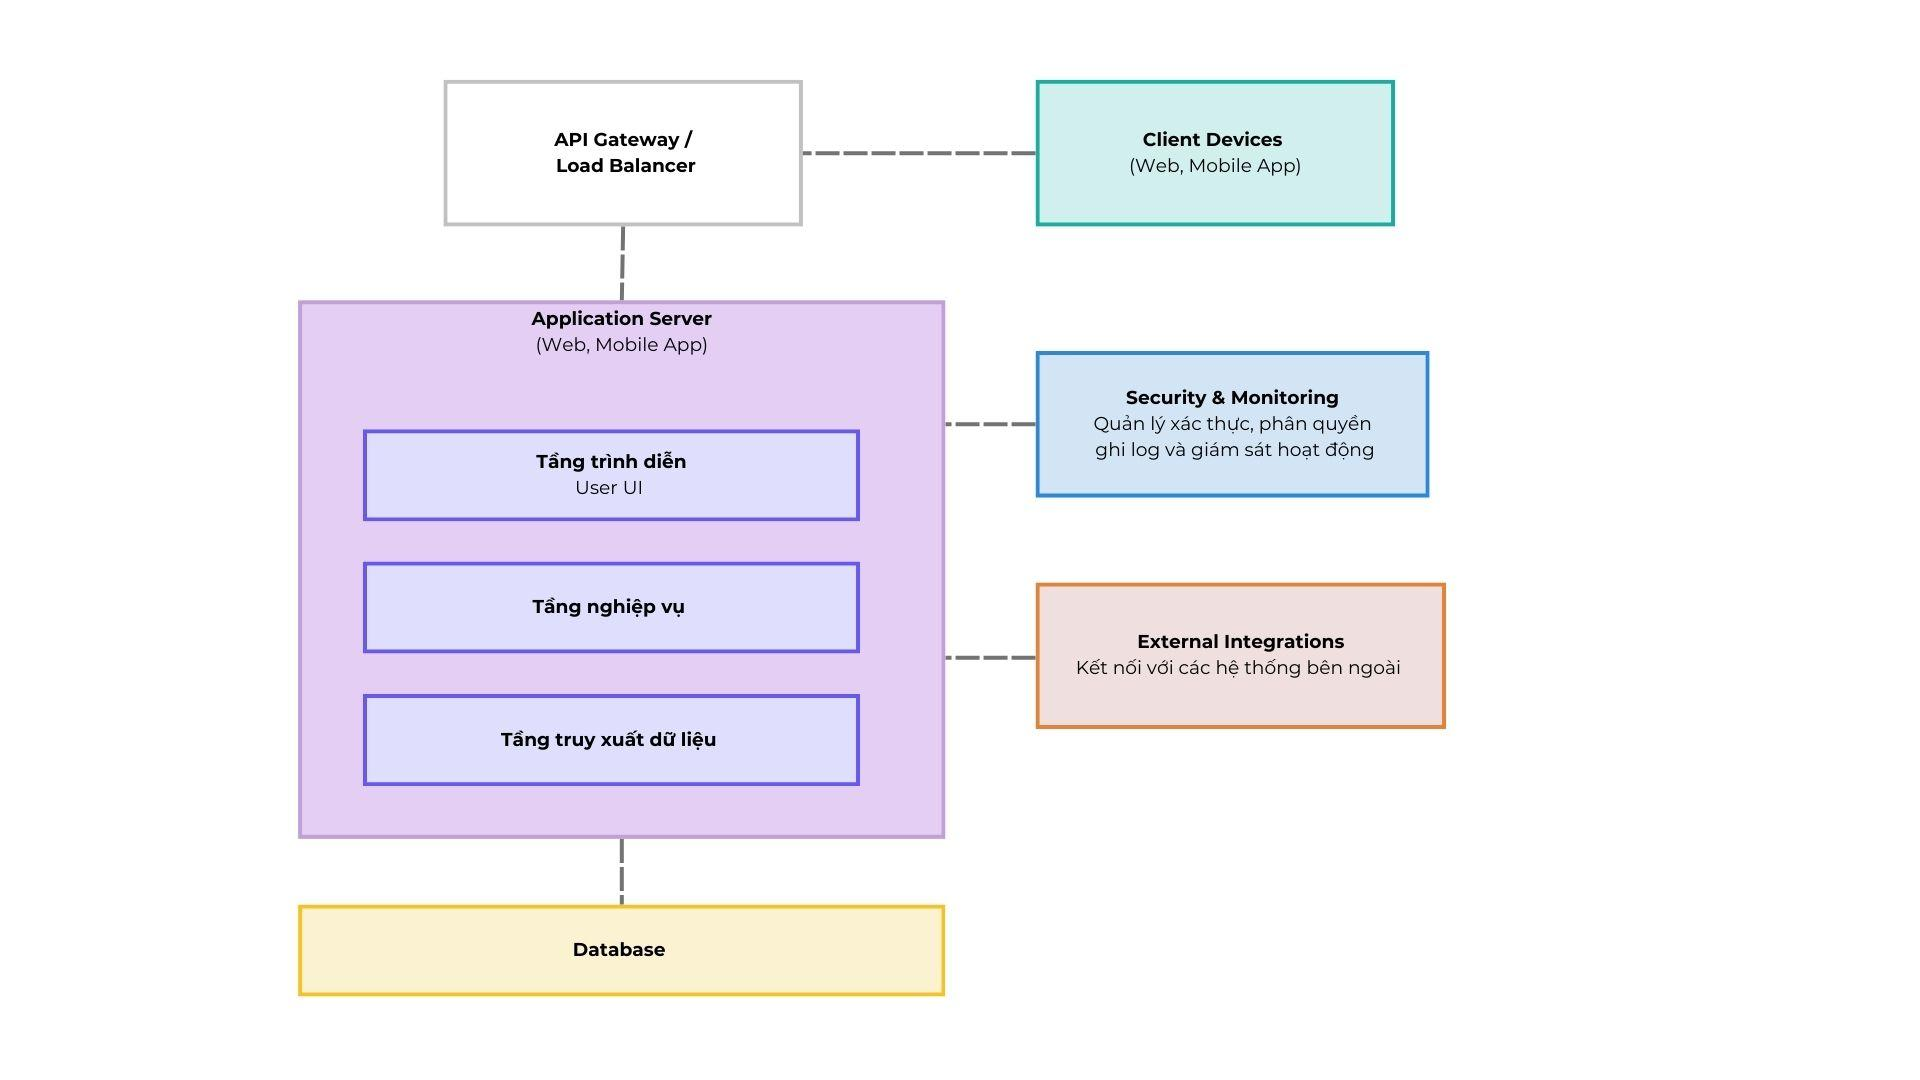 API Gateway /
Load Balancer
Client Devices
(Web, Mobile App)
Application Server
(Web, Mobile App)
Tầng trình diễn
User UI
Tầng nghiệp vụ
Tầng truy xuất dữ liệu
Security & Monitoring
Quản lý xác thực, phân quyền
ghi log và giám sát hoạt động
External Integrations
Kết nối với các hệ thống bên ngoài
Database